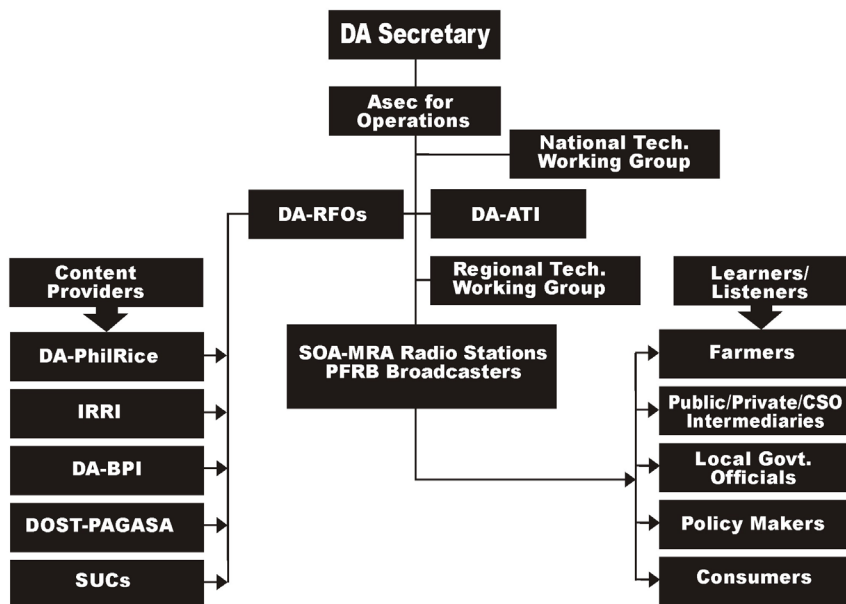 DA Secretary
Asec for
Operations
National Tech.
Working Group
DA-RFOs
DA-ATI
Regional Tech.
Working Group
Content
Providers
Learners/
Listeners
SOA-MRA Radio Stations
PFRB Broadcasters
DA-PhilRice
IRRI
DA-BPI
DOST-PAGASA
SUCs
Farmers
Public/Private/CSO
Intermediaries
Local Govt.
Officials
Policy Makers
Consumers